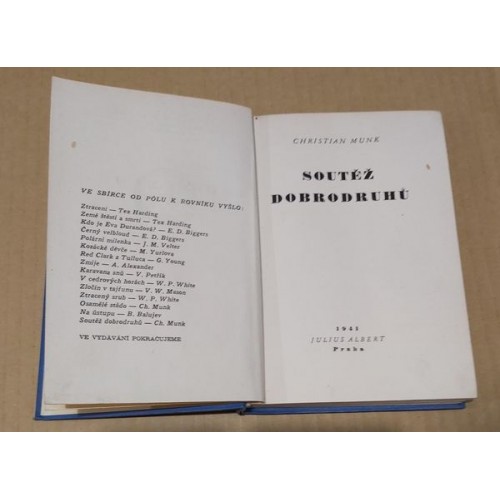 VE SBÍRCE OD PÓLU K ROVNÍKU VYŠLO:
Ztraceni — Tex Harding
Země štěstí a smrti — Tex Harding
Kdo je Eva Durandová? — E. D. Biggers
Černý velbloud — E. D. Biggers
Polární milenka — J. M. Velter
Kozácké děvče — M. Yurlova
Red Clark z Tulluca — G. Young
Zmije — A. Alexander
Karavana snů — V. Peřlík
V cedrových horách — W. P. White
Zločin v tajfunu — V. W. Mason
Ztracený srub — W. P. White
Osamělé stádo — Ch. Munk
Na ústupu — B. Balajev
Soutěž dobrodruhů — Ch. Munk
VE VYDÁVÁNÍ POKRAČUJEME
CHRISTIAN MUNK
SOUTĚŽ
DOBRODRUHŮ
1941
JULIUS ALBERT
Praha